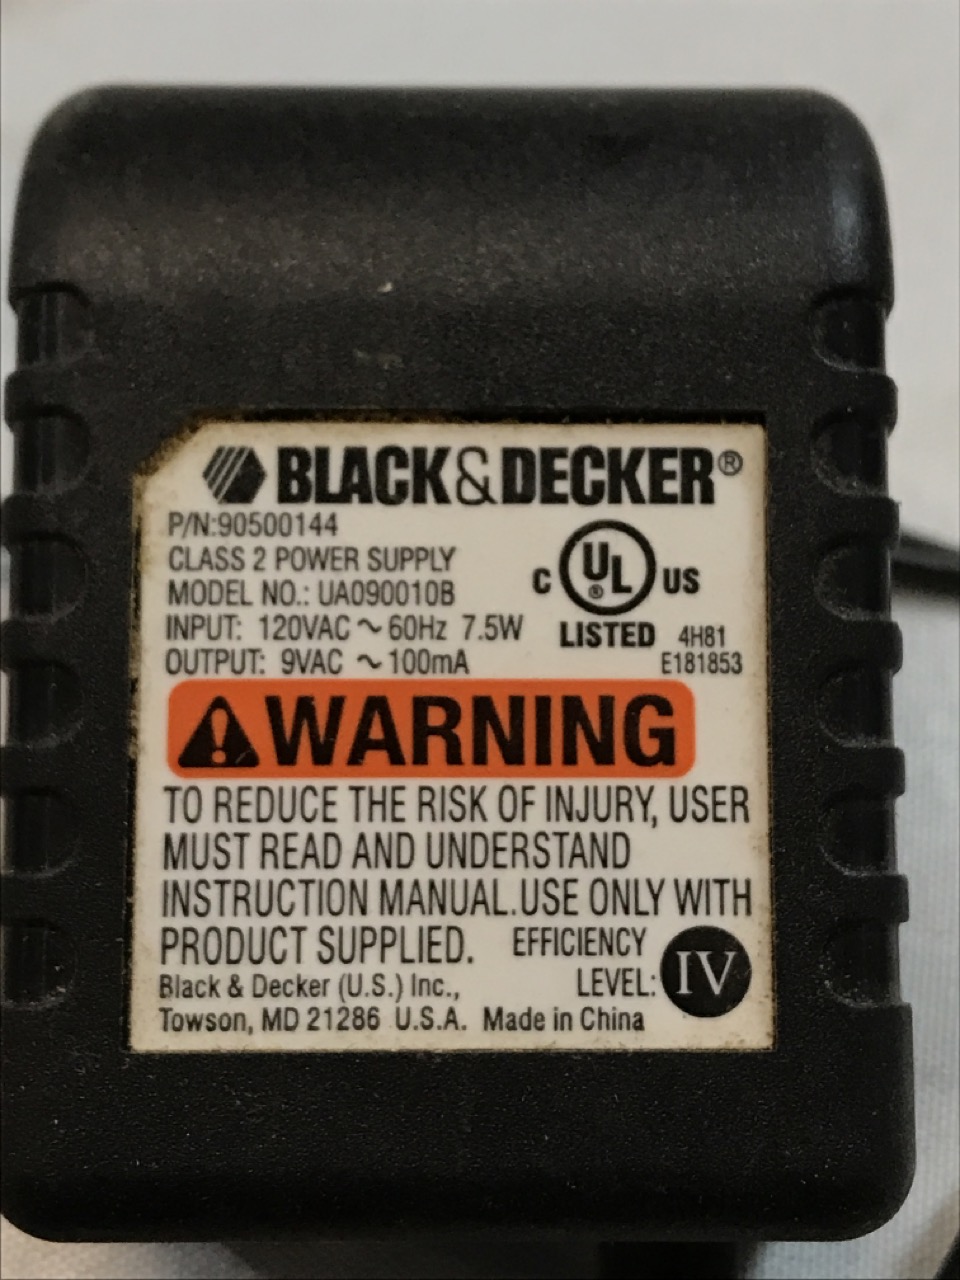 BLACK&DECKER®
P/N:90500144
CLASS 2 POWER SUPPLY
MODEL NO.: UA090010B
INPUT: 120VAC ~ 60Hz 7.5W
OUTPUT: 9VAC ~ 100mA
C UL® US
LISTED 4H81
E181853
WARNING
TO REDUCE THE RISK OF INJURY, USER
MUST READ AND UNDERSTAND
INSTRUCTION MANUAL.USE ONLY WITH
PRODUCT SUPPLIED.
EFFICIENCY
LEVEL: IV
Black & Decker (U.S.) Inc.,
Towson, MD 21286 U.S.A. Made in China